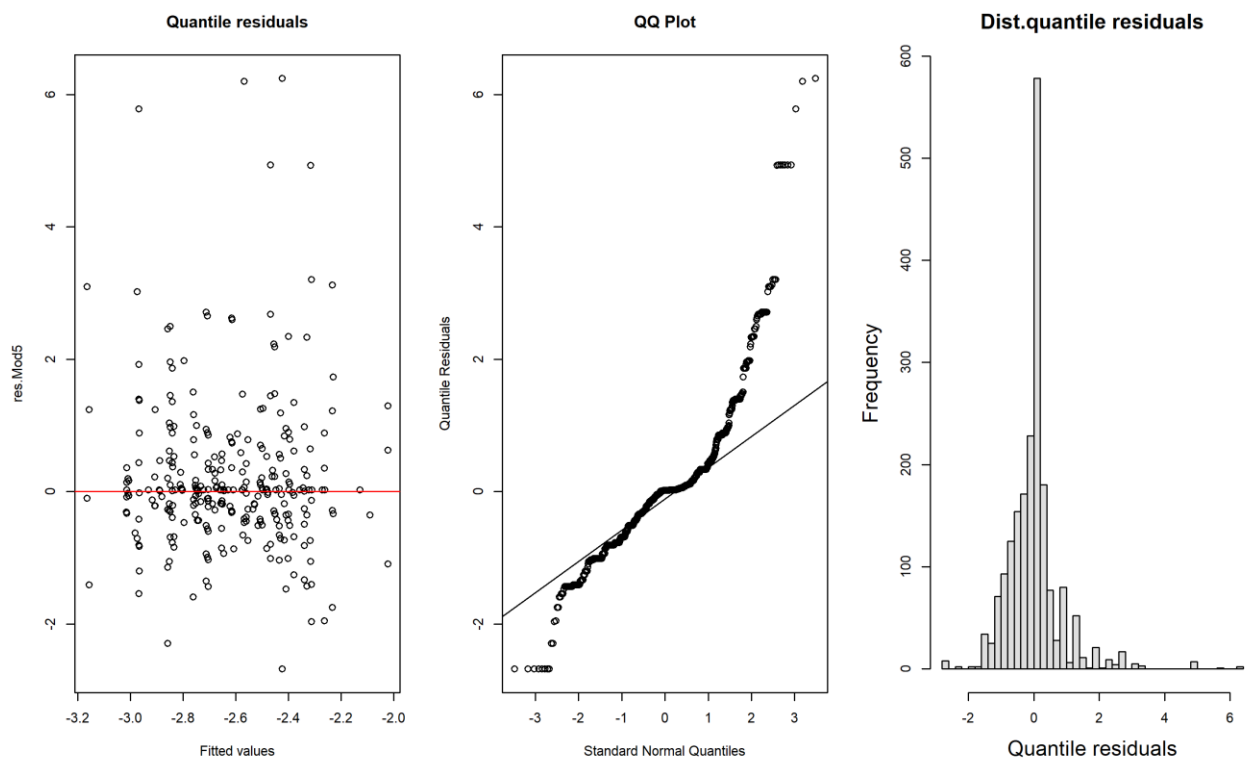 Quantile residuals
res.Mod5
6
4
2
0
-2
-3.2 -3.0 -2.8 -2.6 -2.4 -2.2 -2.0
Fitted values
QQ Plot
Quantile Residuals
6
4
2
0
-2
-3 -2 -1 0 1 2 3
Standard Normal Quantiles
Dist.quantile residuals
Frequency
600
500
400
300
200
100
0
-2 0 2 4 6
Quantile residuals